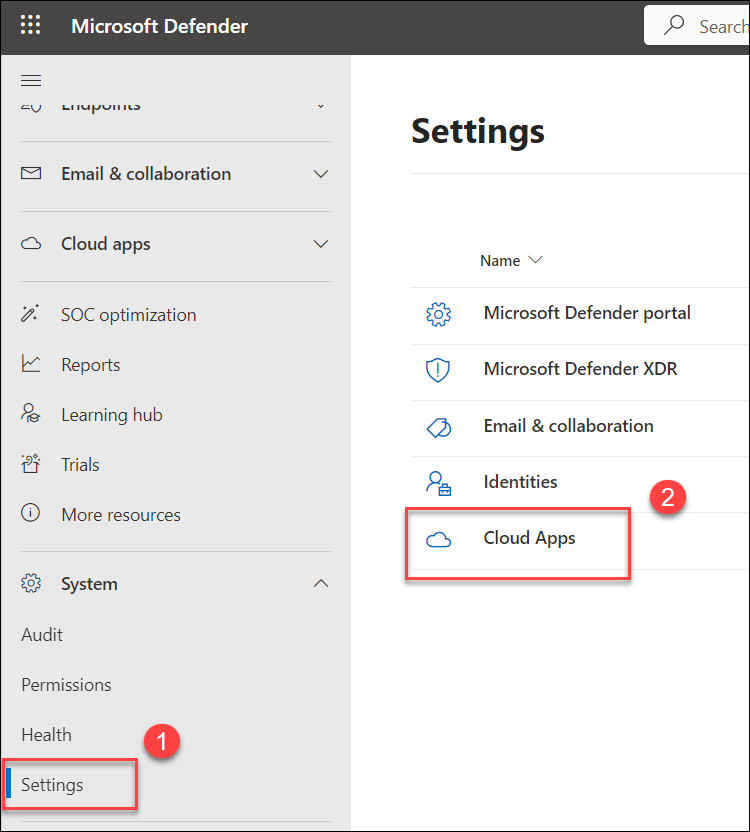 Microsoft Defender
Search
Endpoints
Email & collaboration
Cloud apps
SOC optimization
Reports
Learning hub
Trials
More resources
System
Audit
Permissions
Health
1
Settings
Settings
Name
Microsoft Defender portal
Microsoft Defender XDR
Email & collaboration
Identities
2
Cloud Apps